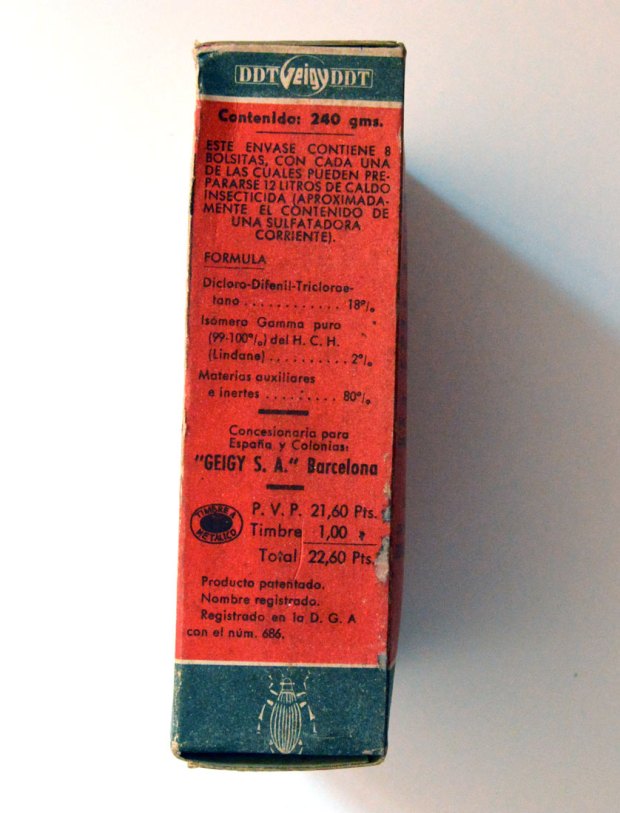 DDT Geigy DDT
Contenido: 240 gms.
ESTE ENVASE CONTIENE 8
BOLSITAS, CON CADA UNA
DE LAS CUALES PUEDEN PRE-
PARARSE 12 LITROS DE CALDO
INSECTICIDA (APROXIMADA-
MENTE EL CONTENIDO DE
UNA SULFATADORA
CORRIENTE).
FORMULA
Dicloro-Difenil-Tricloroe-
tano ............ 18%
Isómero Gamma puro
(99-100%) del H. C. H.
(Lindane) .......... 2%
Materias auxiliares
e inertes ......... 80%
Concesionaria para
España y Colonias:
"GEIGY S. A." Barcelona
TIMBRE A METALICO
P. V. P. 21,60 Pts.
Timbre 1,00 »
Total 22,60 Pts.
Producto patentado.
Nombre registrado.
Registrado en la D. G. A
con el núm. 686.